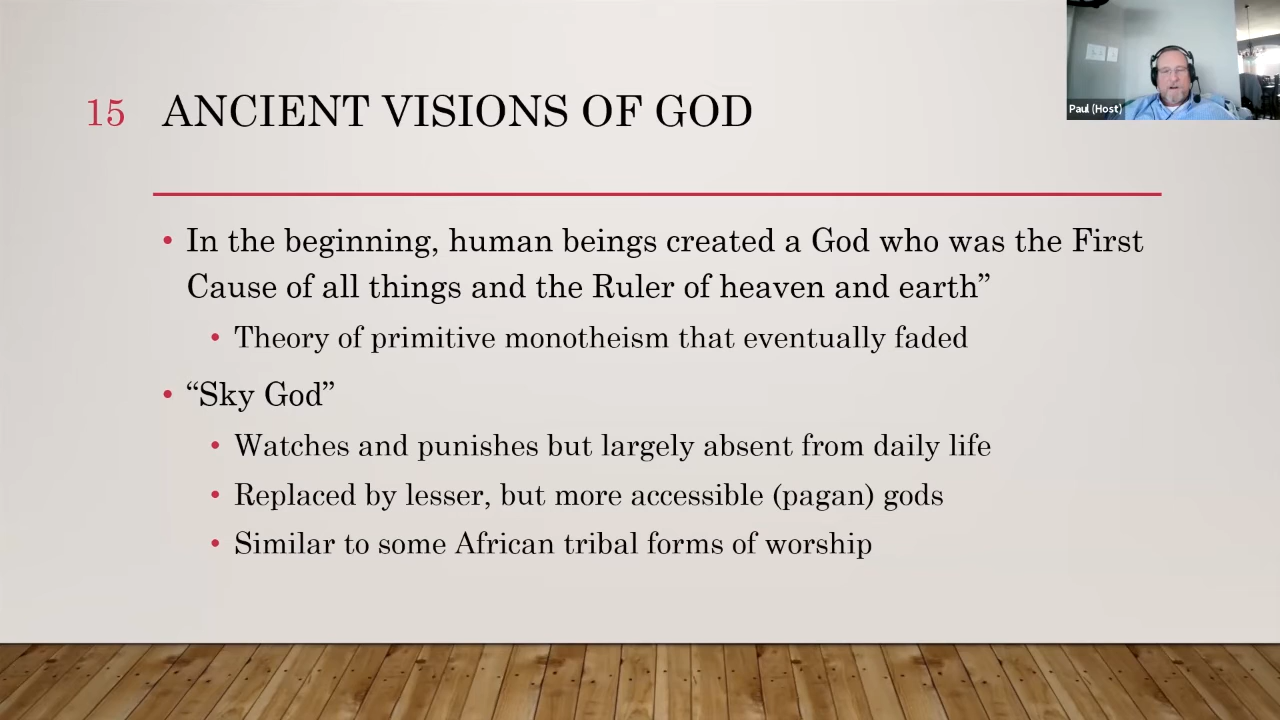 15 ANCIENT VISIONS OF GOD
Paul (Host)
• In the beginning, human beings created a God who was the First
Cause of all things and the Ruler of heaven and earth”
• Theory of primitive monotheism that eventually faded
• “Sky God”
• Watches and punishes but largely absent from daily life
• Replaced by lesser, but more accessible (pagan) gods
• Similar to some African tribal forms of worship